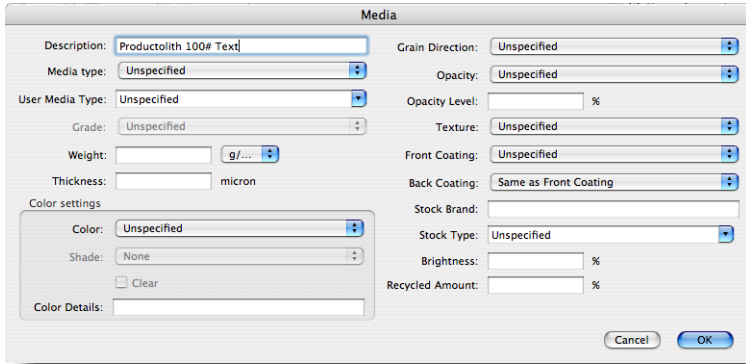 Media
Description: Productolith 100# Text
Media type: Unspecified
User Media Type: Unspecified
Grade: Unspecified
Weight: g/...
Thickness: micron
Color settings
Color: Unspecified
Shade: None
Clear
Color Details:
Grain Direction: Unspecified
Opacity: Unspecified
Opacity Level: %
Texture: Unspecified
Front Coating: Unspecified
Back Coating: Same as Front Coating
Stock Brand:
Stock Type: Unspecified
Brightness: %
Recycled Amount: %
Cancel OK